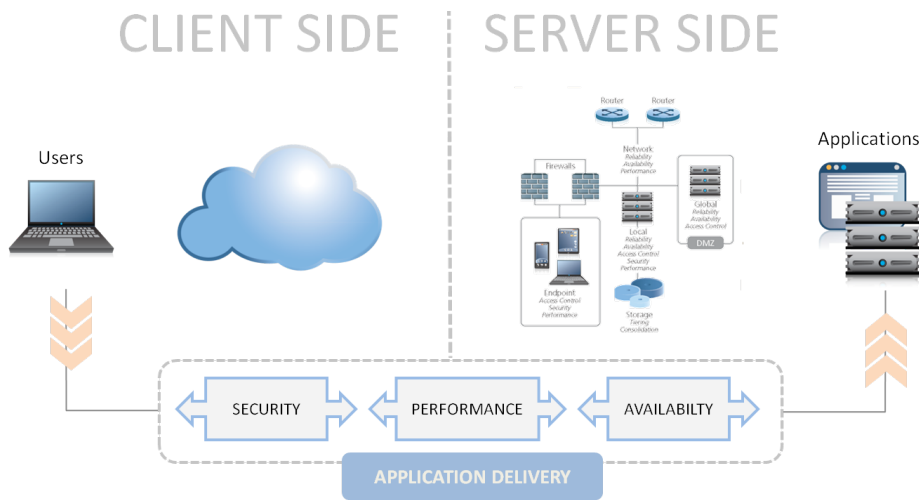 CLIENT SIDE
SERVER SIDE
Users
Router
Router
Network
Reliability
Availability
Performance
Firewalls
Global
Reliability
Availability
Access Control
DMZ
Local
Reliability
Availability
Access Control
Security
Performance
Endpoint
Access Control
Security
Performance
Storage
Tiering
Consolidation
Applications
SECURITY
PERFORMANCE
AVAILABILTY
APPLICATION DELIVERY